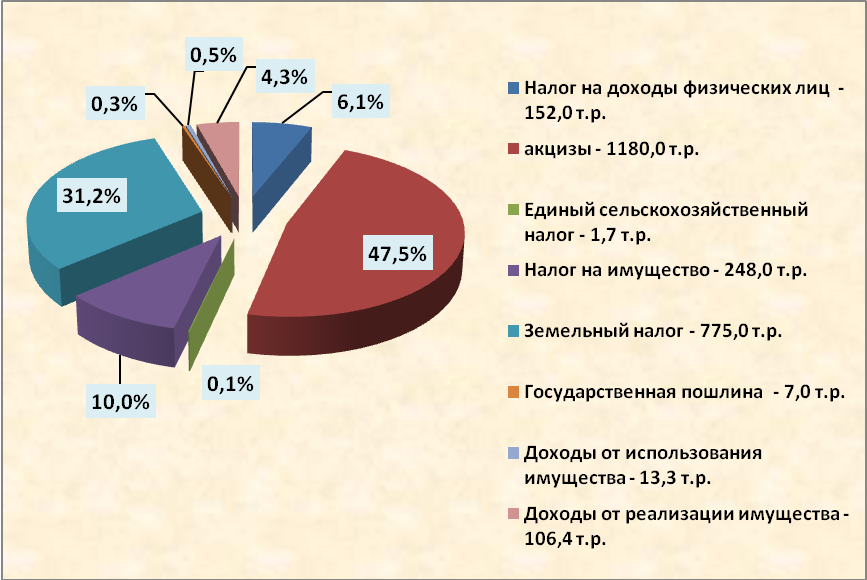 0,5%
4,3%
0,3%
6,1%
31,2%
47,5%
0,1%
10,0%
Налог на доходы физических лиц -
152,0 т.р.
акцизы - 1180,0 т.р.
Единый сельскохозяйственный
налог - 1,7 т.р.
Налог на имущество - 248,0 т.р.
Земельный налог - 775,0 т.р.
Государственная пошлина - 7,0 т.р.
Доходы от использования
имущества - 13,3 т.р.
Доходы от реализации имущества -
106,4 т.р.